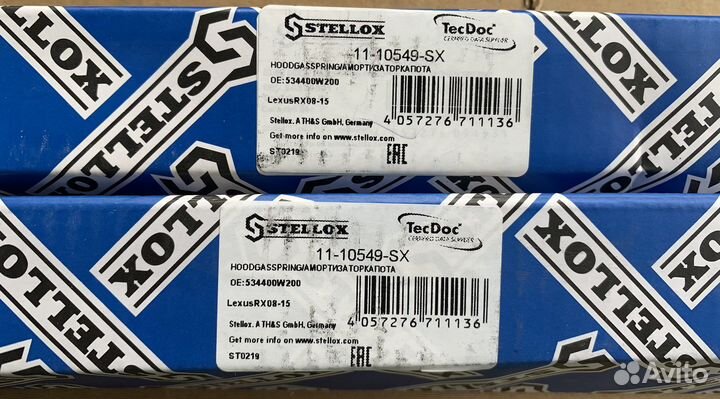 STELLOX
TecDoc
CERTIFIED DATA SUPPLIER
11-10549-SX
HOODGASSPRING/АМОРТИЗАТОРКАПОТА
OE:534400W200
LexusRX08-15
4 057276 711136
Stellox. ATH&S GmbH, Germany
Get more info on www.stellox.com
ST0219
EAC
STELLOX
STELLOX
STELLOX
STELLOX
TecDoc
CERTIFIED DATA SUPPLIER
11-10549-SX
HOODGASSPRING/АМОРТИЗАТОРКАПОТА
OE:534400W200
LexusRX08-15
4 057276 711136
Stellox. ATH&S GmbH, Germany
Get more info on www.stellox.com
ST0219
EAC
STELLOX
STELLOX
Avito